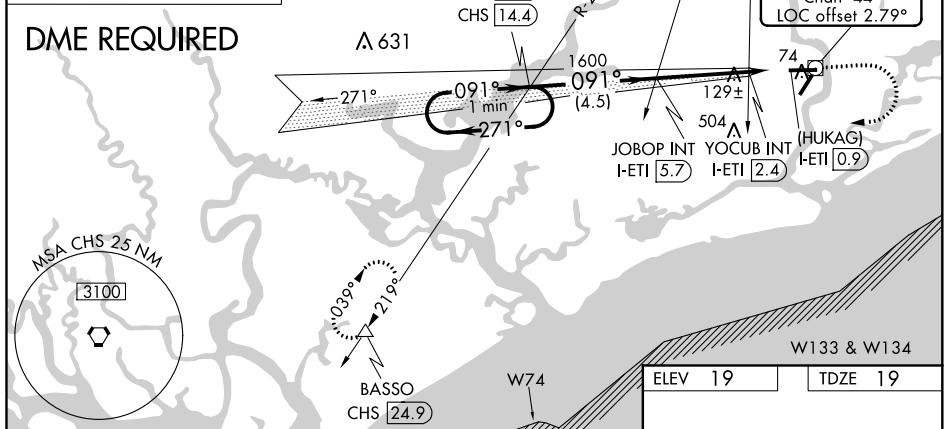 Chan 44
LOC offset 2.79°
CHS 14.4
DME REQUIRED
631
1600
74
271°
091°
1 min
091°
(4.5)
129±
271°
504
JOBOP INT
I-ETI 5.7
YOCUB INT
I-ETI 2.4
(HUKAG)
I-ETI 0.9
MSA CHS 25 NM
3100
039°
219°
BASSO
CHS 24.9
W74
W133 & W134
ELEV 19
TDZE 19